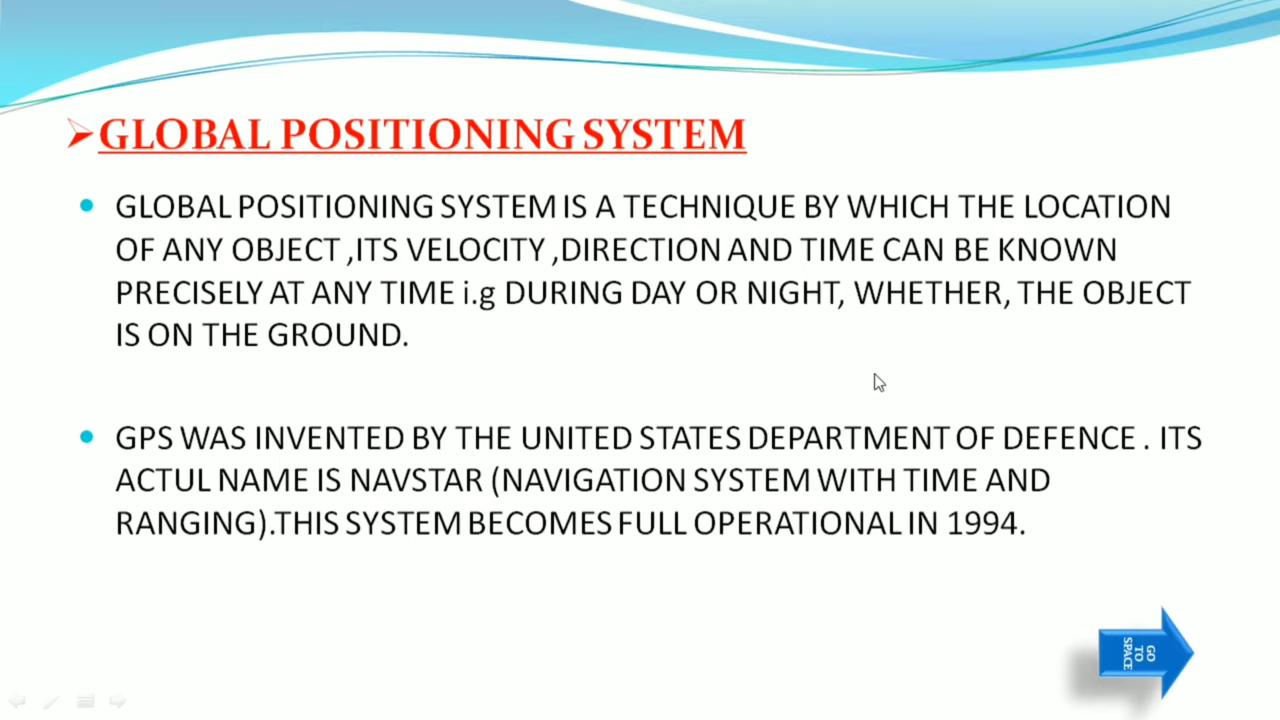 GLOBAL POSITIONING SYSTEM
GLOBAL POSITIONING SYSTEM IS A TECHNIQUE BY WHICH THE LOCATION
OF ANY OBJECT ,ITS VELOCITY ,DIRECTION AND TIME CAN BE KNOWN
PRECISELY AT ANY TIME i.g DURING DAY OR NIGHT, WHETHER, THE OBJECT
IS ON THE GROUND.
GPS WAS INVENTED BY THE UNITED STATES DEPARTMENT OF DEFENCE . ITS
ACTUL NAME IS NAVSTAR (NAVIGATION SYSTEM WITH TIME AND
RANGING).THIS SYSTEM BECOMES FULL OPERATIONAL IN 1994.
GO
TO
SPACE